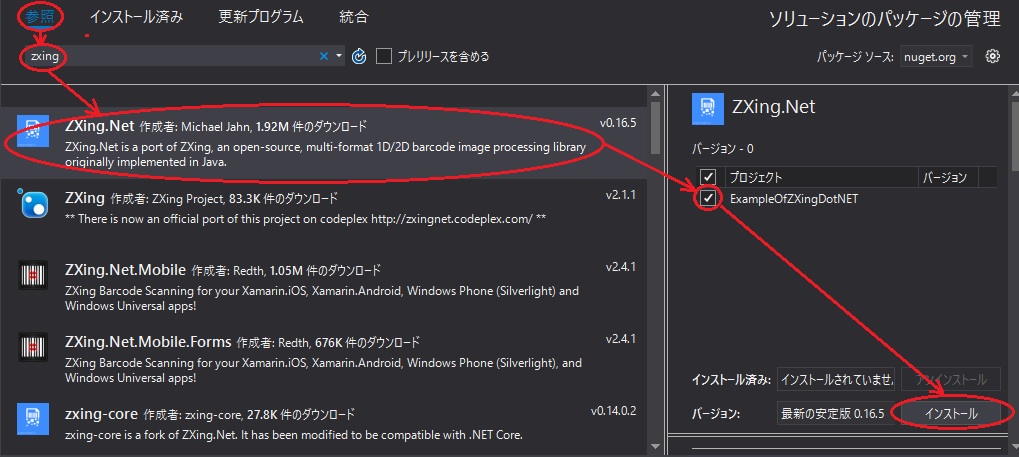 参照 インストール済み 更新プログラム 統合 ソリューションのパッケージの管理
zxing プレリリースを含める パッケージ ソース: nuget.org
ZXing.Net 作成者: Michael Jahn, 1.92M 件のダウンロード v0.16.5
ZXing.Net is a port of ZXing, an open-source, multi-format 1D/2D barcode image processing library
originally implemented in Java.
ZXing 作成者: ZXing Project, 83.3K 件のダウンロード v2.1.1
** There is now an official port of this project on codeplex http://zxingnet.codeplex.com/ **
ZXing.Net.Mobile 作成者: Redth, 1.05M 件のダウンロード v2.4.1
ZXing Barcode Scanning for your Xamarin.iOS, Xamarin.Android, Windows Phone (Silverlight) and
Windows Universal apps!
ZXing.Net.Mobile.Forms 作成者: Redth, 676K 件のダウンロード v2.4.1
ZXing Barcode Scanning for your Xamarin.iOS, Xamarin.Android, Windows Phone (Silverlight), and
Windows Universal apps!
zxing-core 作成者: zxing-core, 27.8K 件のダウンロード v0.14.0.2
zxing-core is a fork of ZXing.Net. It has been modified to be compatible with .NET Core.
ZXing.Net
バージョン - 0
プロジェクト バージョン
ExampleOfZXingDotNET
インストール済み: インストールされていませ アンインストール
バージョン: 最新の安定版 0.16.5 インストール